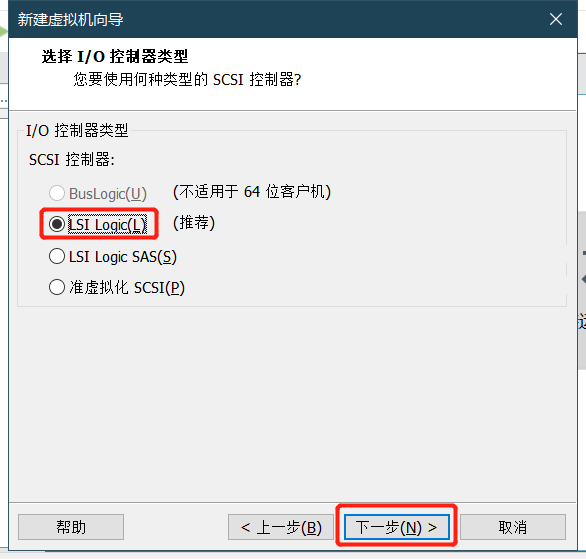 新建虚拟机向导
选择 I/O 控制器类型
您要使用何种类型的 SCSI 控制器?
I/O 控制器类型
SCSI 控制器:
BusLogic(U) (不适用于 64 位客户机)
LSI Logic(L) (推荐)
LSI Logic SAS(S)
准虚拟化 SCSI(P)
帮助 < 上一步(B) 下一步(N) > 取消